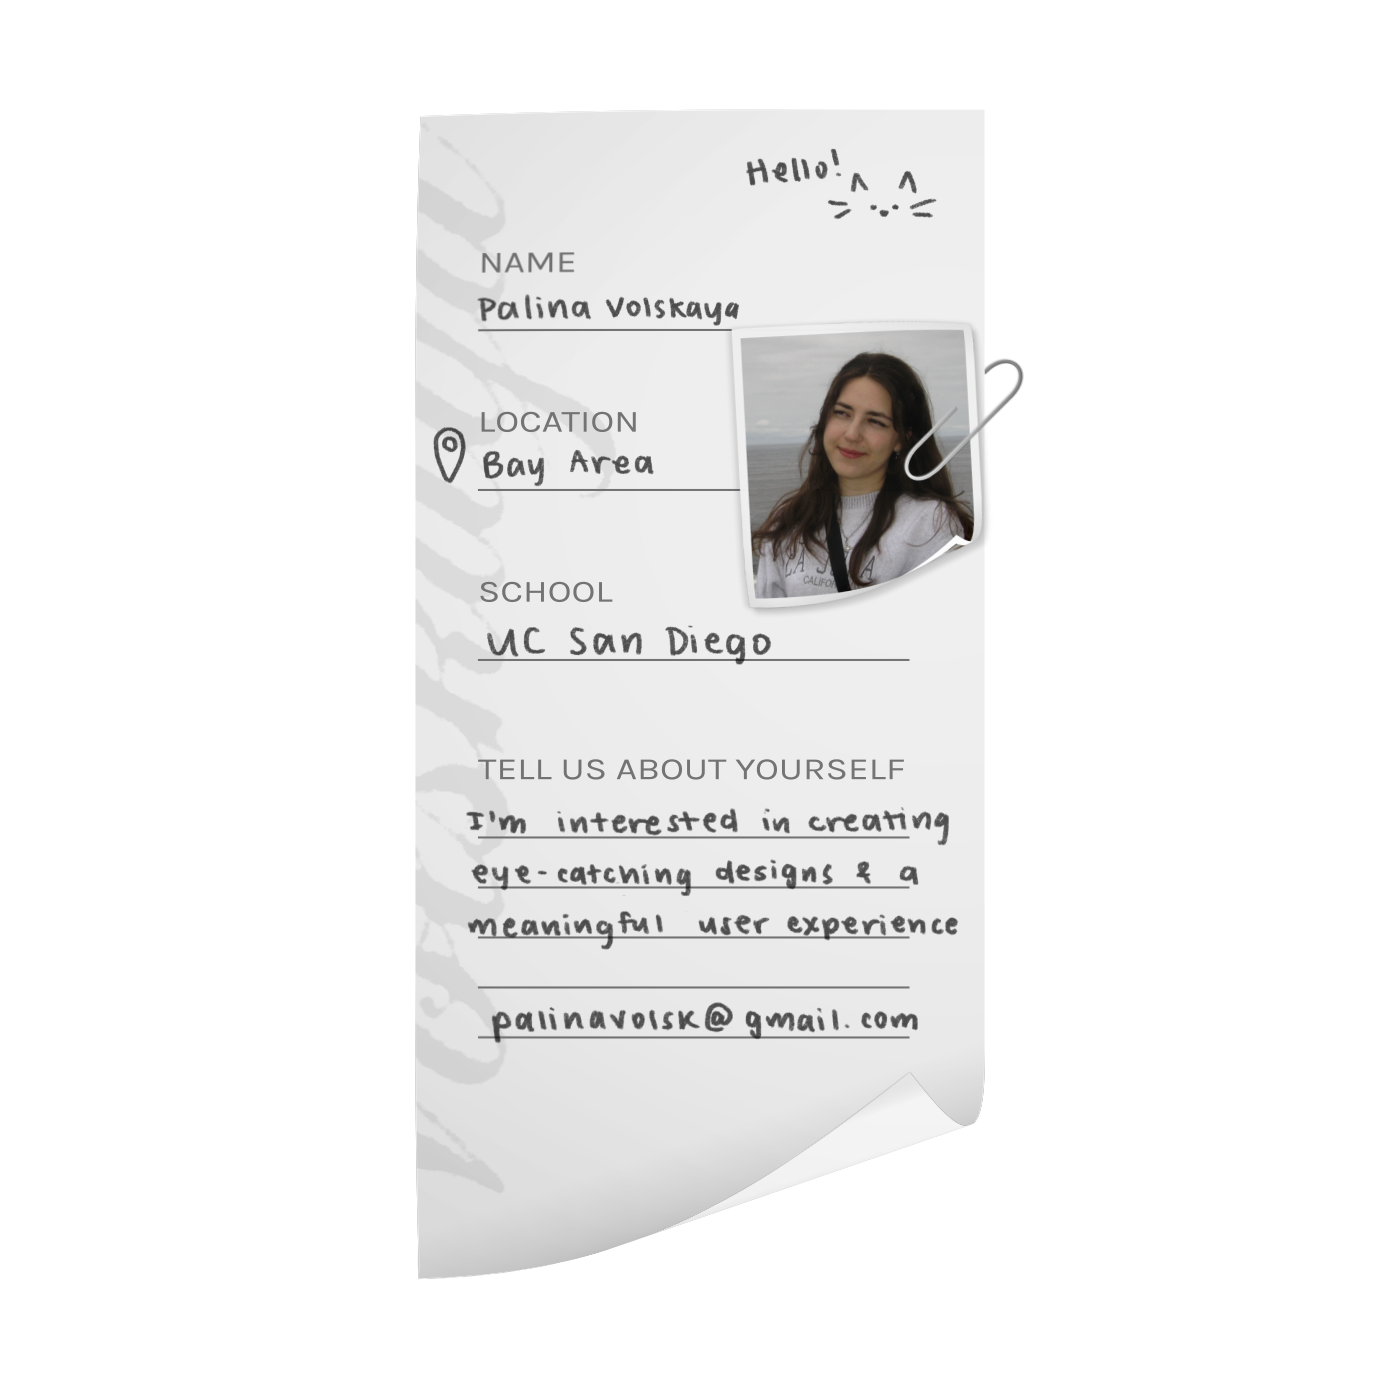 Hello!
NAME
Palina Volskaya
LOCATION
Bay Area
SCHOOL
UC San Diego
TELL US ABOUT YOURSELF
I'm interested in creating
eye-catching designs & a
meaningful user experience
palinavolsk@gmail.com